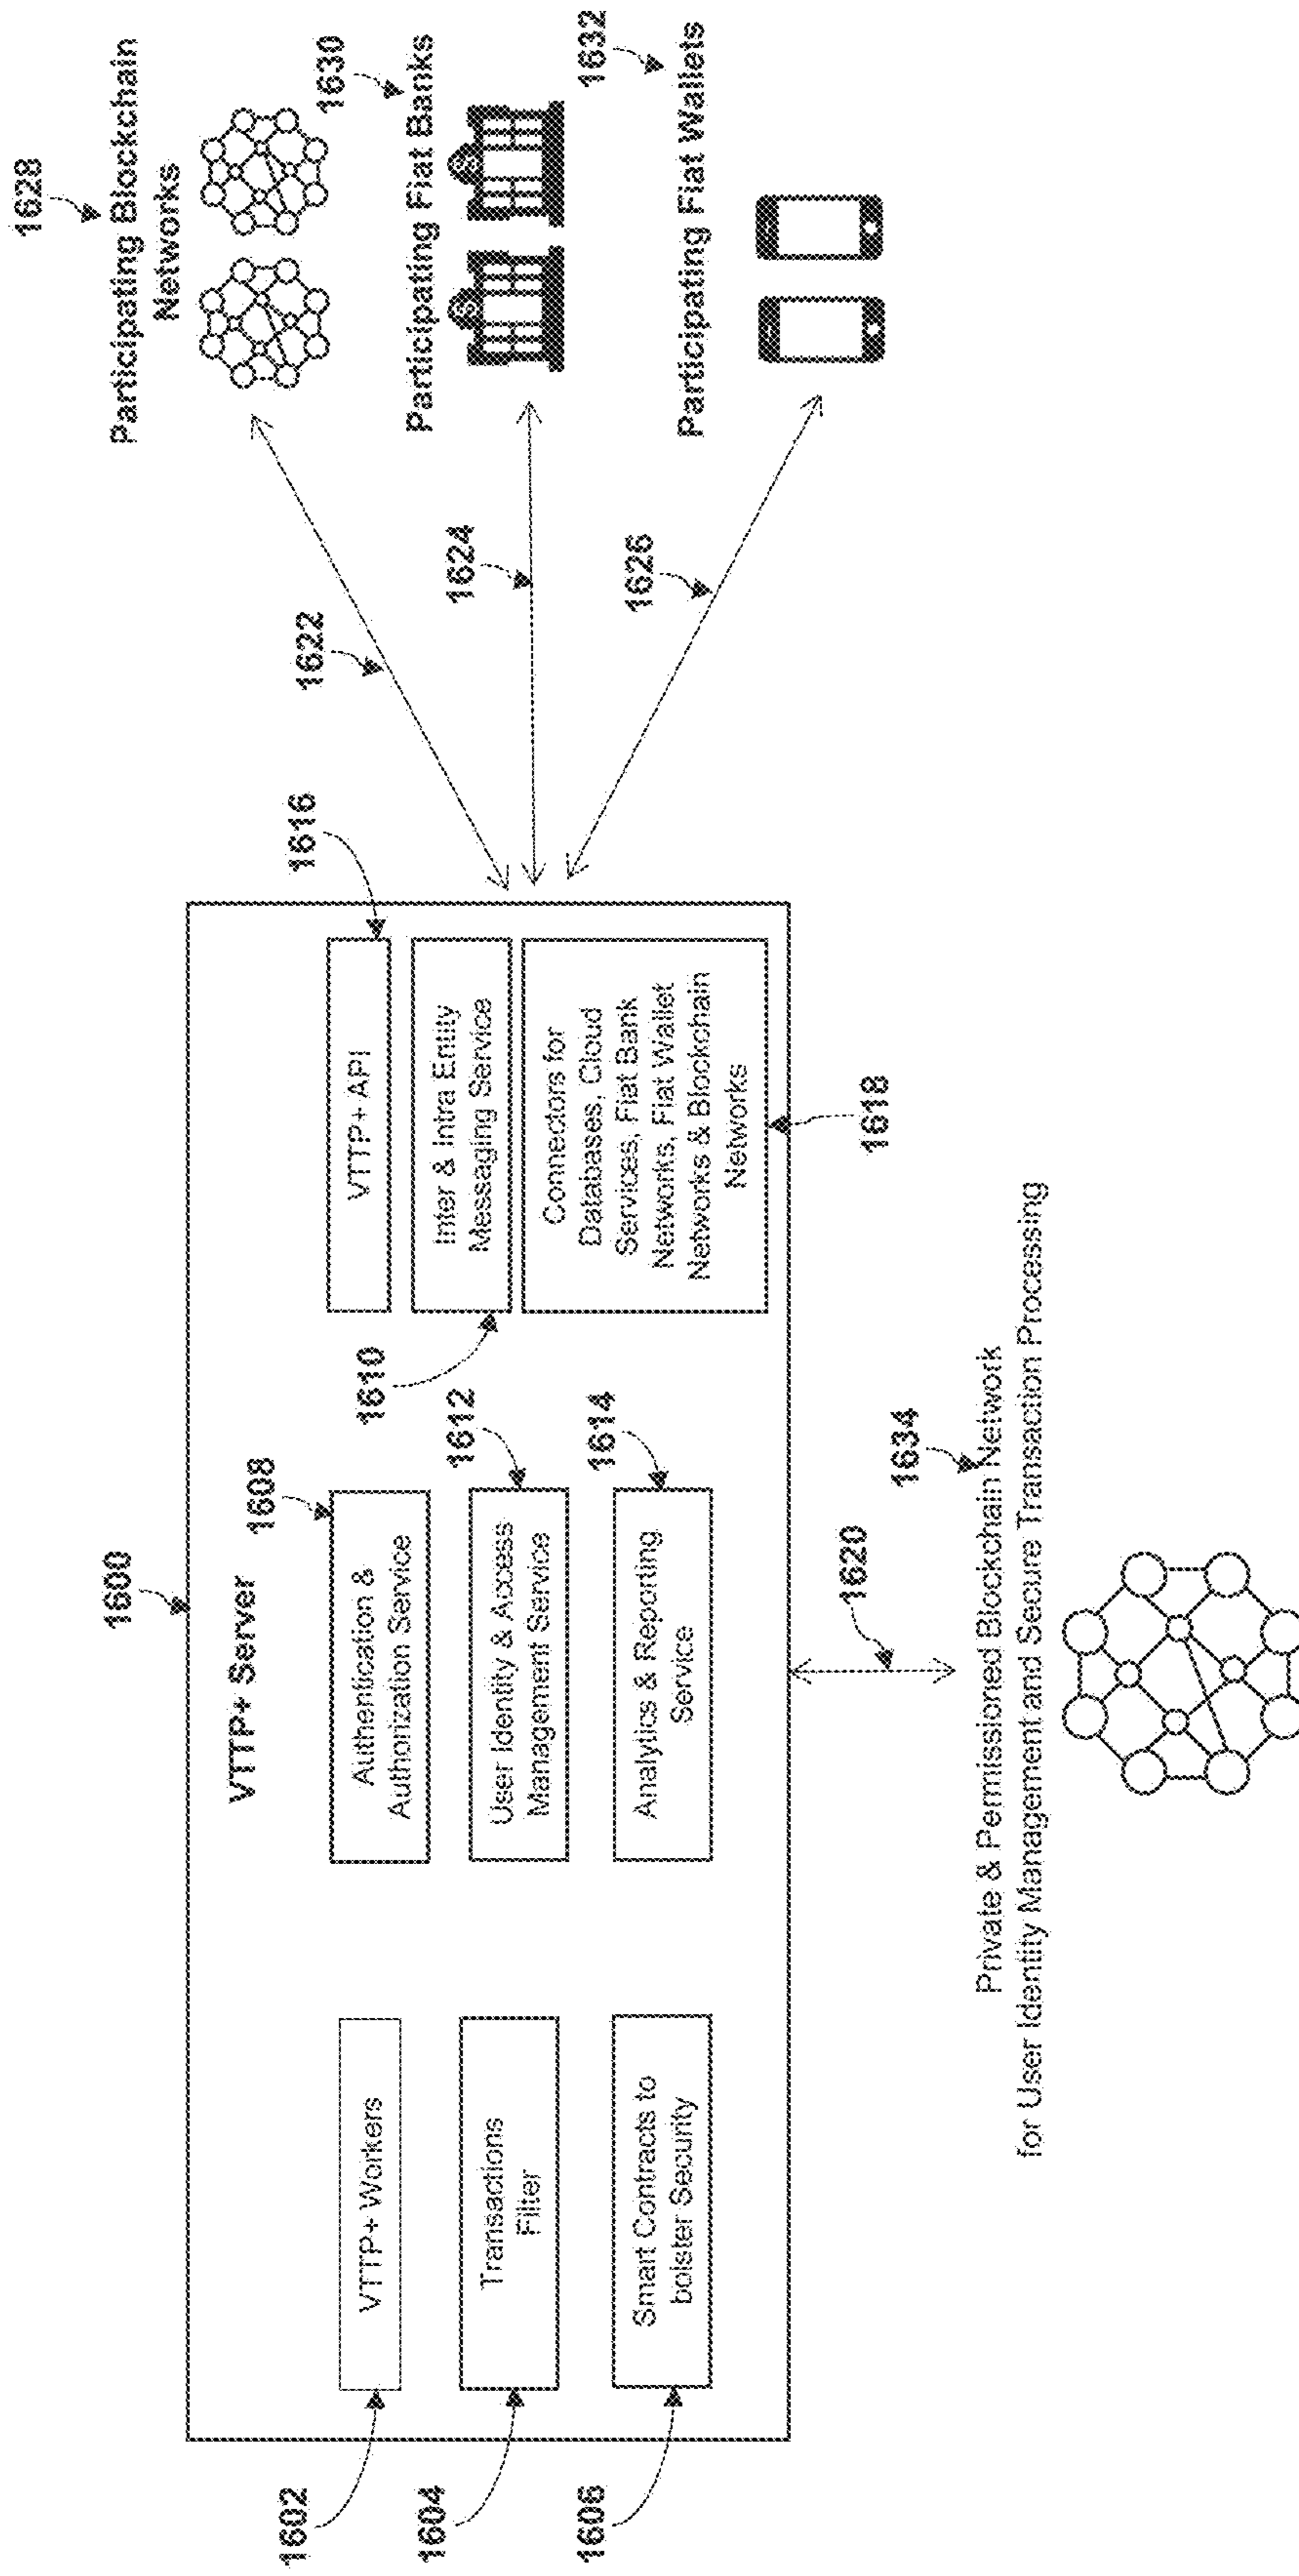 1600
VTTP+ Server
1602
VTTP+ Workers
1604
Transactions
Filter
1606
Smart Contracts to
bolster Security
1608
Authentication &
Authorization Service
1612
User Identity & Access
Management Service
1614
Analytics & Reporting
Service
1616
VTTP+ API
1610
Inter & Intra Entity
Messaging Service
Connectors for
Databases, Cloud
Services, Fiat Bank
Networks, Fiat Wallet
Networks & Blockchain
Networks
1618
1622
1624
1626
1628
Participating Blockchain
Networks
1630
Participating Fiat Banks
$
$
1632
Participating Fiat Wallets
1620
1634
Private & Permissioned Blockchain Network
for User Identity Management and Secure Transaction Processing